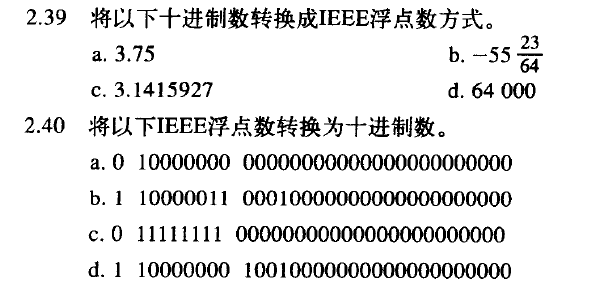 2.39 将以下十进制数转换成IEEE浮点数方式。
a. 3.75 b. −55 23/64
c. 3.1415927 d. 64 000
2.40 将以下IEEE浮点数转换为十进制数。
a. 0 10000000 00000000000000000000000
b. 1 10000011 00010000000000000000000
c. 0 11111111 00000000000000000000000
d. 1 10000000 10010000000000000000000